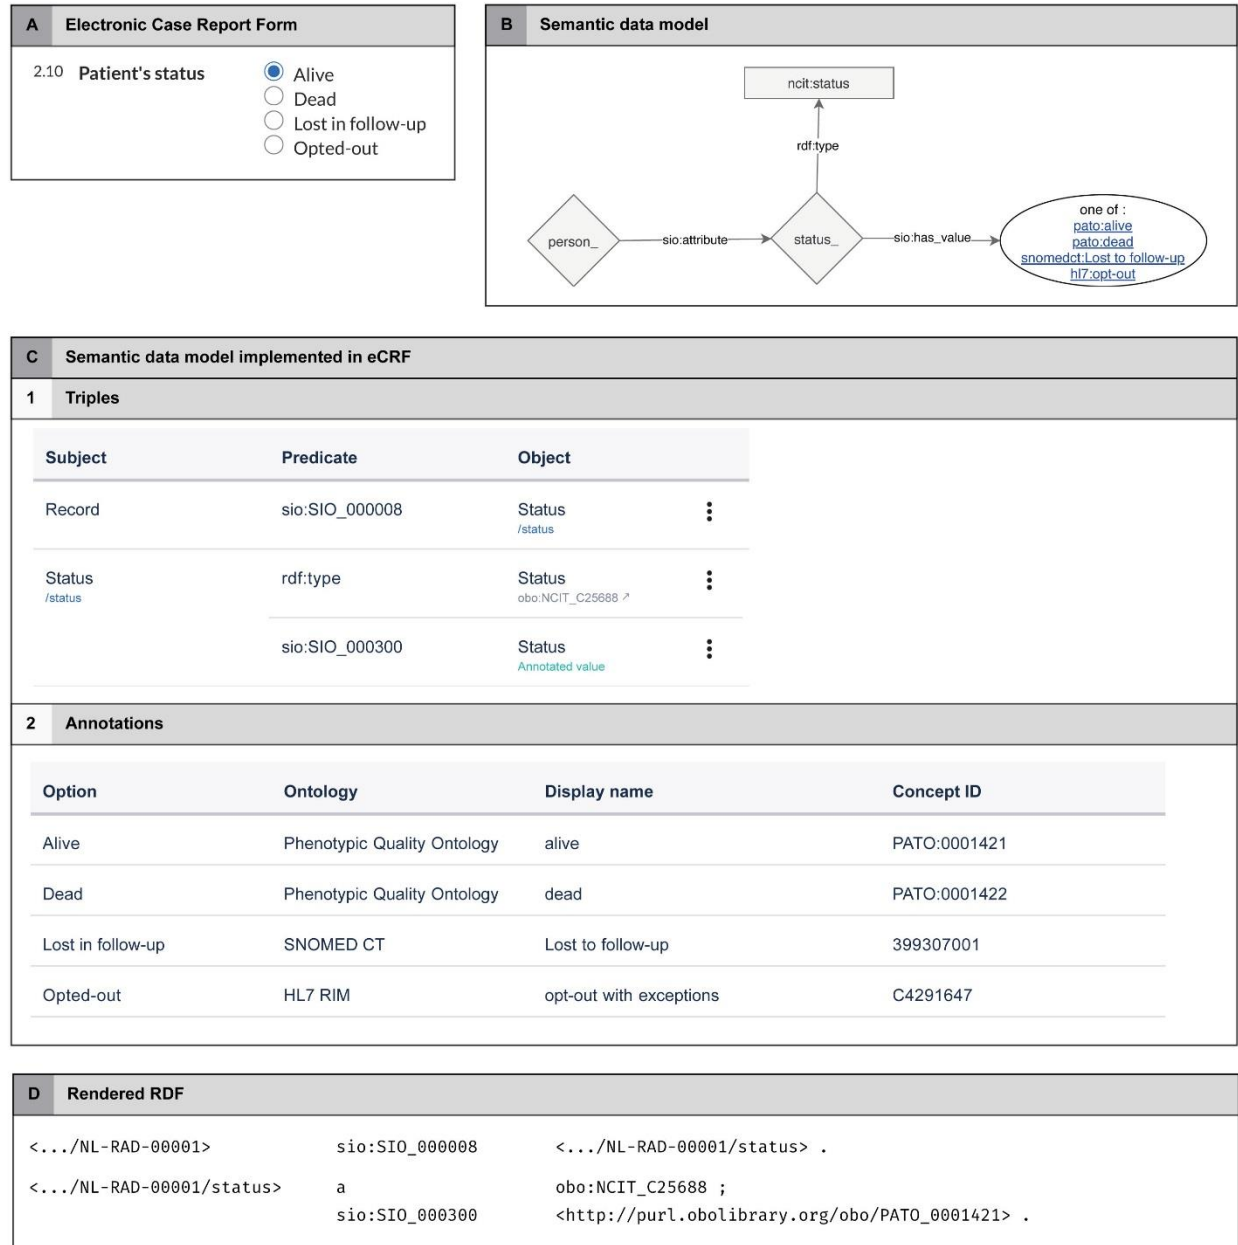 A Electronic Case Report Form
2.10 Patient's status
Alive
Dead
Lost in follow-up
Opted-out
B Semantic data model
ncit:status
rdf:type
person_
sio:attribute
status_
sio:has_value
one of :
pato:alive
pato:dead
snomedct:Lost to follow-up
hl7:opt-out
C Semantic data model implemented in eCRF
1 Triples
Subject Predicate Object
Record sio:SIO_000008 Status
/status
Status rdf:type Status
/status obo:NCIT_C25688 ↗
sio:SIO_000300 Status
Annotated value
2 Annotations
Option Ontology Display name Concept ID
Alive Phenotypic Quality Ontology alive PATO:0001421
Dead Phenotypic Quality Ontology dead PATO:0001422
Lost in follow-up SNOMED CT Lost to follow-up 399307001
Opted-out HL7 RIM opt-out with exceptions C4291647
D Rendered RDF
<.../NL-RAD-00001> sio:SIO_000008 <.../NL-RAD-00001/status> .
<.../NL-RAD-00001/status> a obo:NCIT_C25688 ;
sio:SIO_000300 <http://purl.obolibrary.org/obo/PATO_0001421> .